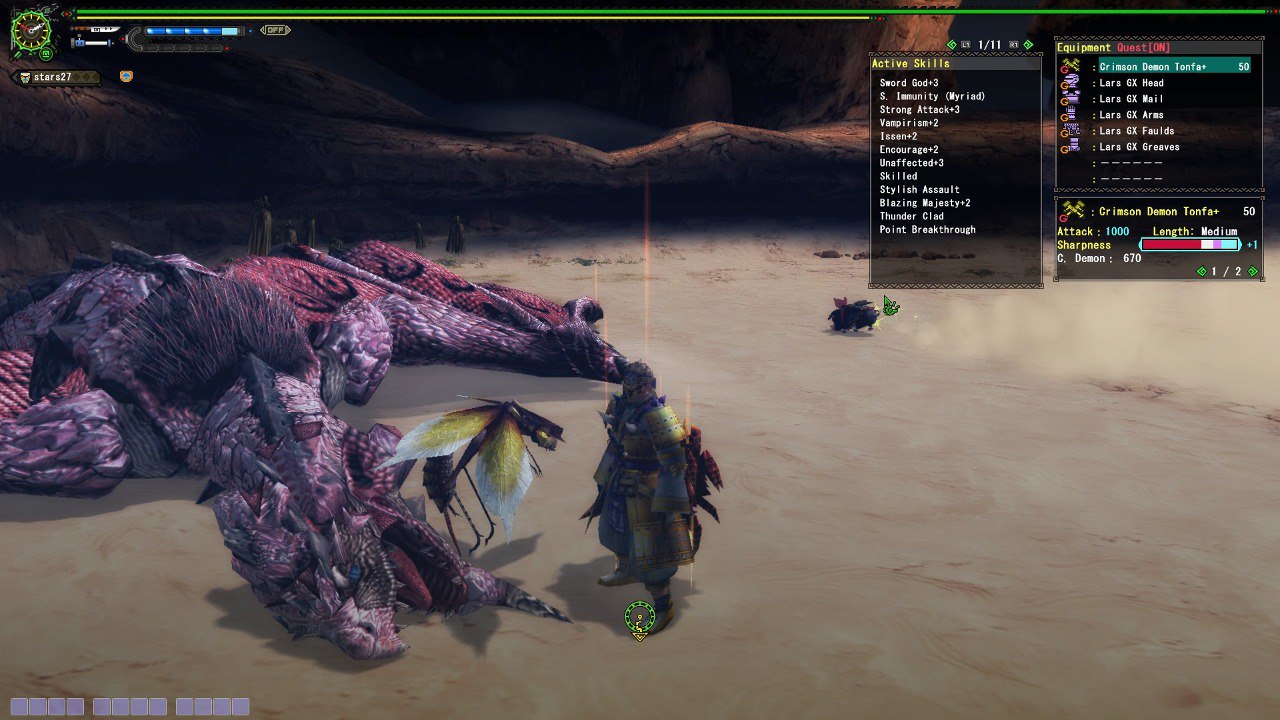 OFF
stars27
L1 1/11 R1
Active Skills
Sword God+3
S. Immunity (Myriad)
Strong Attack+3
Vampirism+2
Issen+2
Encourage+2
Unaffected+3
Skilled
Stylish Assault
Blazing Majesty+2
Thunder Clad
Point Breakthrough
Equipment Quest[ON]
G : Crimson Demon Tonfa+ 50
G : Lars GX Head
G : Lars GX Mail
G : Lars GX Arms
G : Lars GX Faulds
G : Lars GX Greaves
: ------
: ------
G : Crimson Demon Tonfa+ 50
Attack : 1000 Length: Medium
Sharpness +1
C. Demon : 670
1 / 2